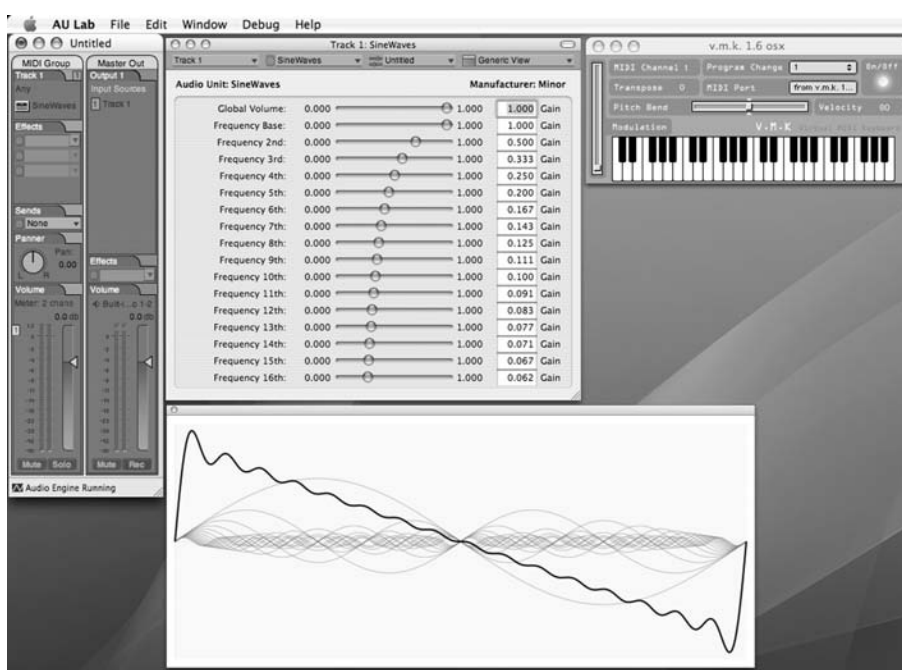 AU Lab File Edit Window Debug Help
Untitled
MIDI Group
Master Out
Track 1
Output 1
Any
Input Sources
SineWaves
1 Track 1
Effects
Sends
None
Panner
Pan:
0.00
L R
Effects
Volume
Volume
Meter: 2 chans
0.0 db
0.0 db
1
Mute Solo
Mute Rec
Audio Engine Running
Track 1: SineWaves
Track 1 SineWaves Untitled Generic View
Audio Unit: SineWaves Manufacturer: Minor
Global Volume: 0.000 1.000 1.000 Gain
Frequency Base: 0.000 1.000 1.000 Gain
Frequency 2nd: 0.000 1.000 0.500 Gain
Frequency 3rd: 0.000 1.000 0.333 Gain
Frequency 4th: 0.000 1.000 0.250 Gain
Frequency 5th: 0.000 1.000 0.200 Gain
Frequency 6th: 0.000 1.000 0.167 Gain
Frequency 7th: 0.000 1.000 0.143 Gain
Frequency 8th: 0.000 1.000 0.125 Gain
Frequency 9th: 0.000 1.000 0.111 Gain
Frequency 10th: 0.000 1.000 0.100 Gain
Frequency 11th: 0.000 1.000 0.091 Gain
Frequency 12th: 0.000 1.000 0.083 Gain
Frequency 13th: 0.000 1.000 0.077 Gain
Frequency 14th: 0.000 1.000 0.071 Gain
Frequency 15th: 0.000 1.000 0.067 Gain
Frequency 16th: 0.000 1.000 0.062 Gain
v.m.k. 1.6 osx
MIDI Channel 1 Program Change 1 On/Off
Transpose 0 MIDI Port from v.m.k. 1...
Pitch Bend Velocity 80
Modulation V.M.K Virtual MIDI Keyboard